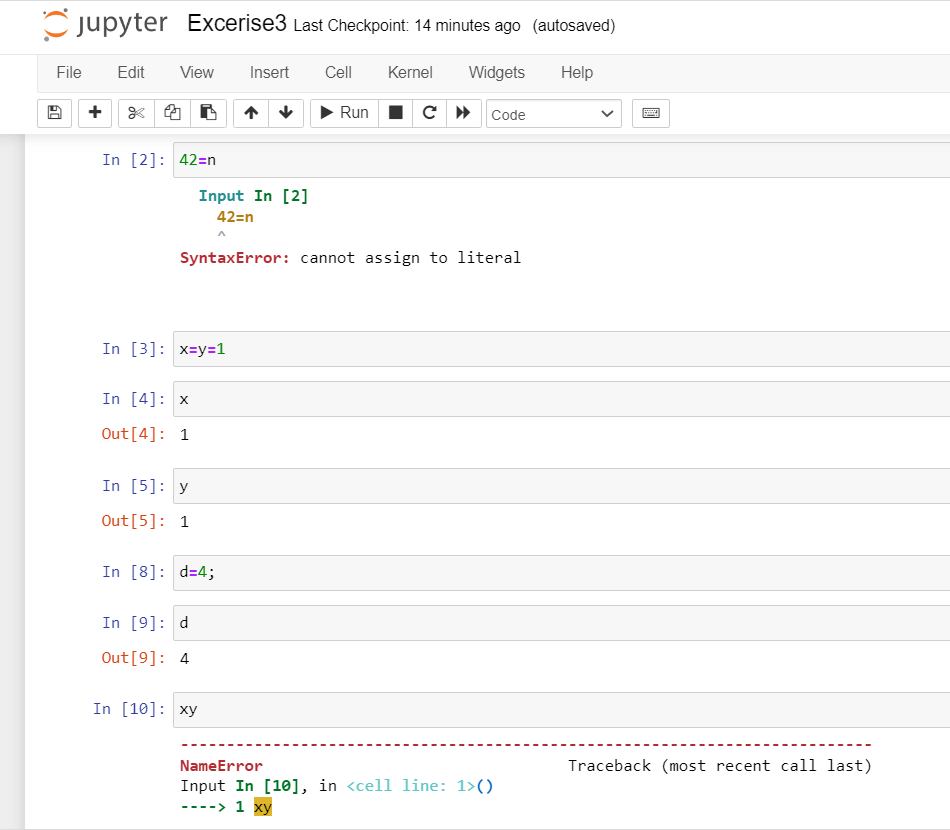 jupyter Excerise3 Last Checkpoint: 14 minutes ago (autosaved)
File Edit View Insert Cell Kernel Widgets Help
Run Code
In [2]: 42=n
Input In [2]
42=n
^
SyntaxError: cannot assign to literal
In [3]: x=y=1
In [4]: x
Out[4]: 1
In [5]: y
Out[5]: 1
In [8]: d=4;
In [9]: d
Out[9]: 4
In [10]: xy
---------------------------------------------------------------------------
NameError Traceback (most recent call last)
Input In [10], in <cell line: 1>()
----> 1 xy